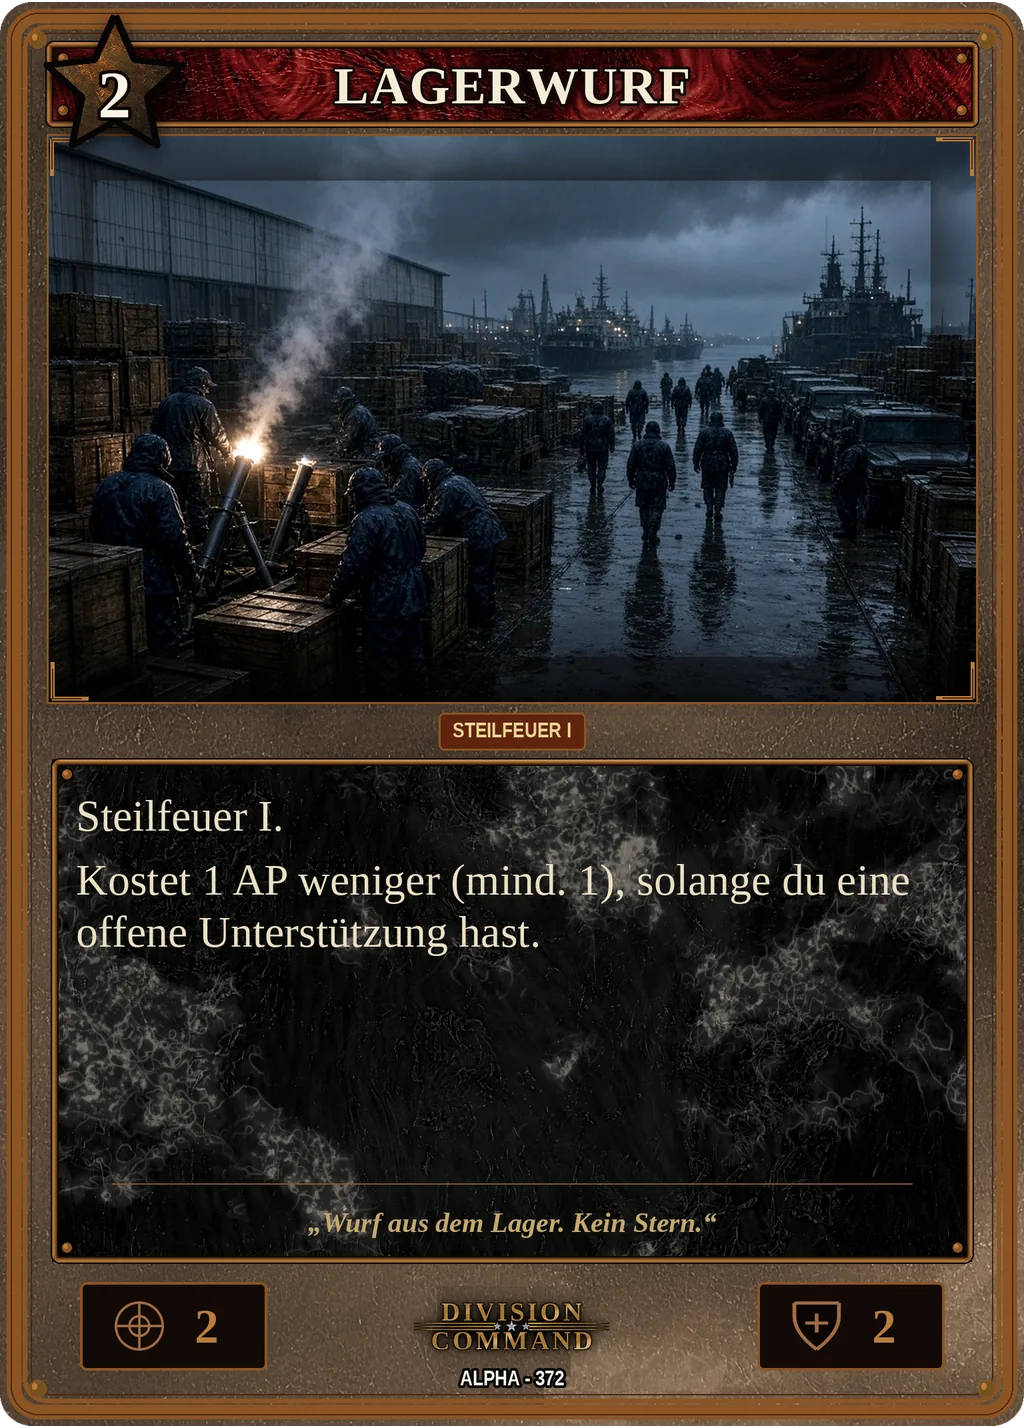 2
LAGERWURF
STEILFEUER I
Steilfeuer I.
Kostet 1 AP weniger (mind. 1), solange du eine
offene Unterstützung hast.
„Wurf aus dem Lager. Kein Stern.“
2
DIVISION
COMMAND
ALPHA - 372
2